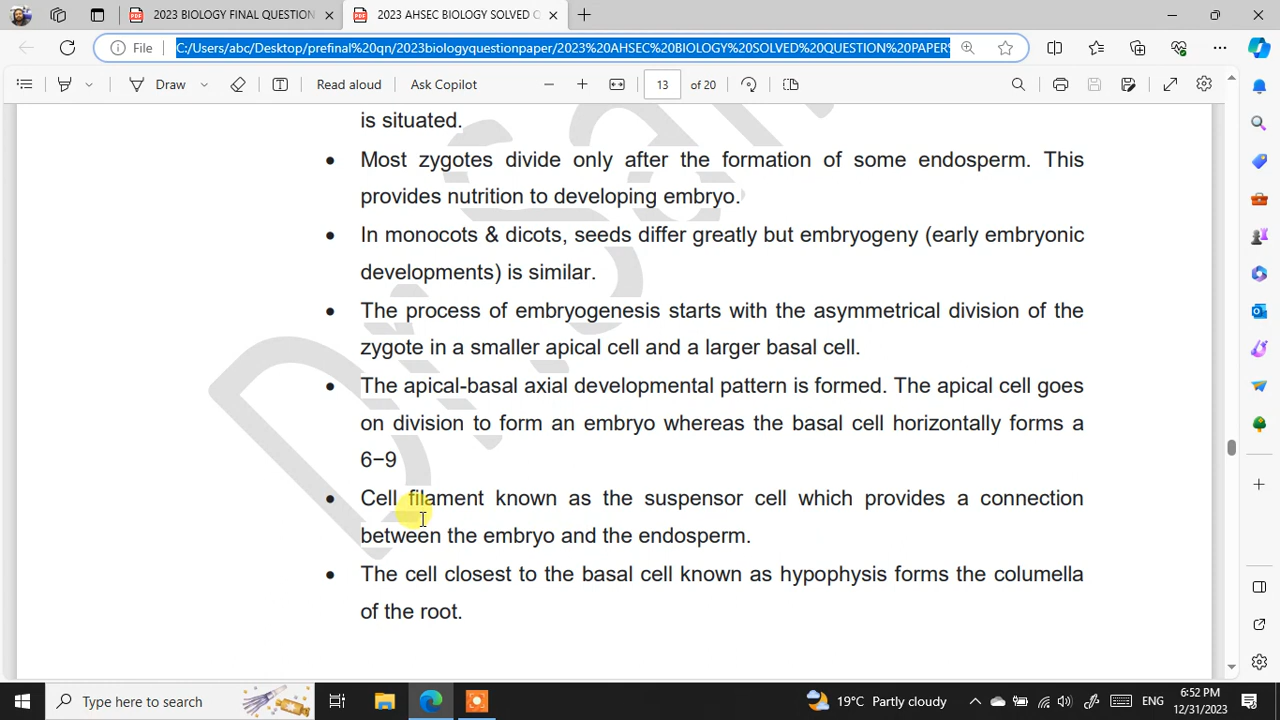 2023 BIOLOGY FINAL QUESTION
2023 AHSEC BIOLOGY SOLVED Q
File
C:/Users/abc/Desktop/prefinal%20qn/2023biologyquestionpaper/2023%20AHSEC%20BIOLOGY%20SOLVED%20QUESTION%20PAPER%
Draw
Read aloud
Ask Copilot
13
of 20
is situated.
• Most zygotes divide only after the formation of some endosperm. This
provides nutrition to developing embryo.
• In monocots & dicots, seeds differ greatly but embryogeny (early embryonic
developments) is similar.
• The process of embryogenesis starts with the asymmetrical division of the
zygote in a smaller apical cell and a larger basal cell.
• The apical-basal axial developmental pattern is formed. The apical cell goes
on division to form an embryo whereas the basal cell horizontally forms a
6−9
• Cell filament known as the suspensor cell which provides a connection
between the embryo and the endosperm.
• The cell closest to the basal cell known as hypophysis forms the columella
of the root.
Type here to search
19°C Partly cloudy
ENG
6:52 PM
12/31/2023